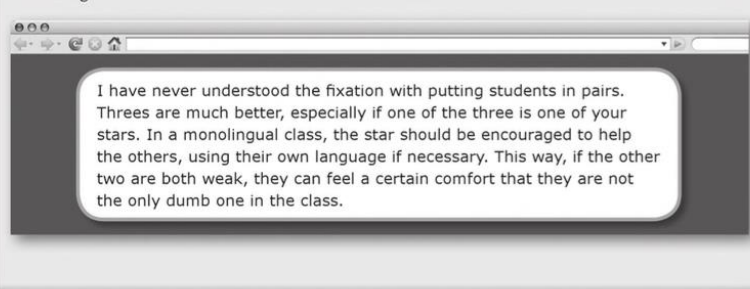 I have never understood the fixation with putting students in pairs.
Threes are much better, especially if one of the three is one of your
stars. In a monolingual class, the star should be encouraged to help
the others, using their own language if necessary. This way, if the other
two are both weak, they can feel a certain comfort that they are not
the only dumb one in the class.